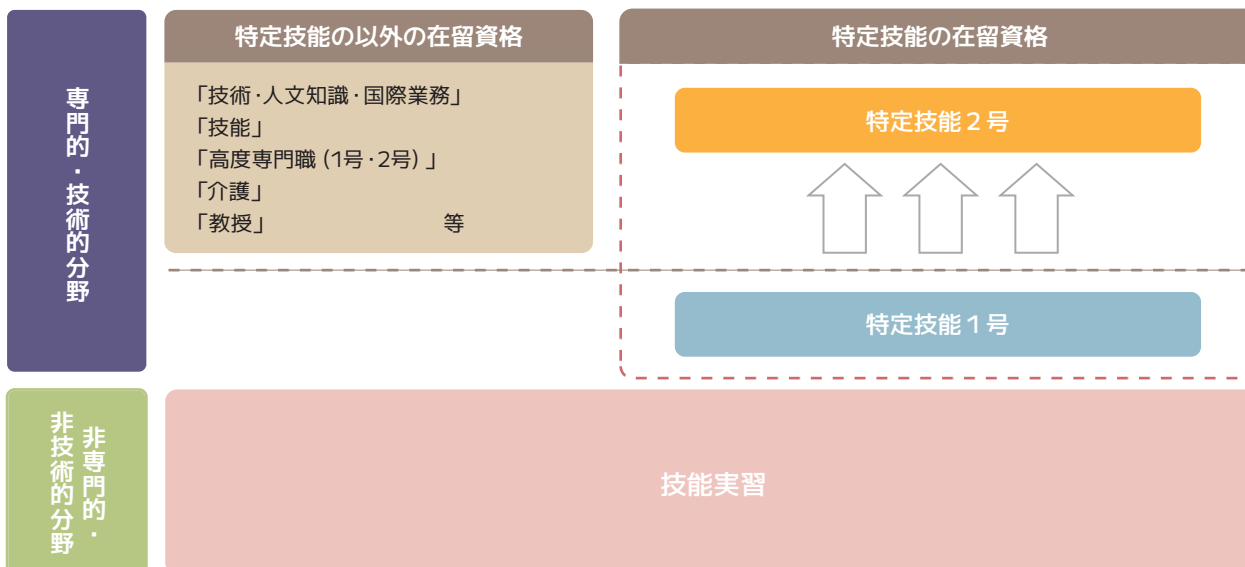 専門的・技術的分野
特定技能の以外の在留資格
「技術・人文知識・国際業務」
「技能」
「高度専門職 (1号・2号) 」
「介護」
「教授」 等
特定技能の在留資格
特定技能２号
特定技能１号
非専門的・
非技術的分野
技能実習